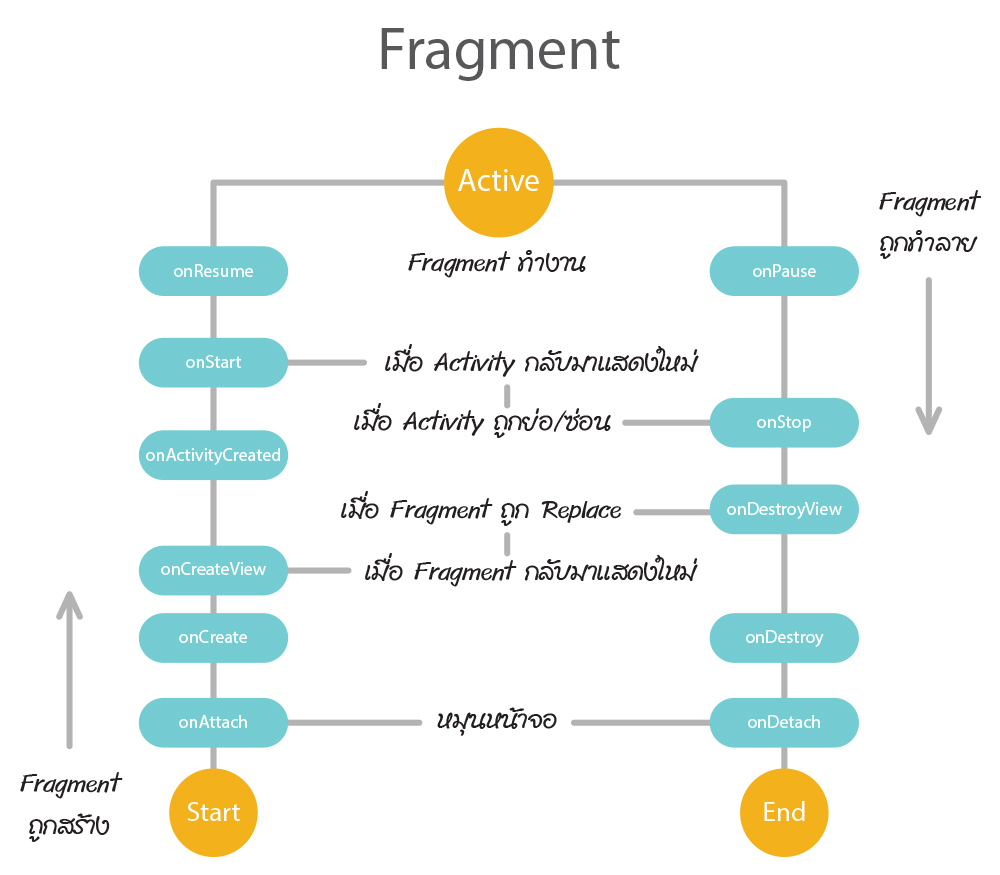 Fragment
Active
Fragment
ถูกทำลาย
onResume
Fragment ทำงาน
onPause
onStart
เมื่อ Activity กลับมาแสดงใหม่
เมื่อ Activity ถูกย่อ/ซ่อน
onStop
onActivityCreated
เมื่อ Fragment ถูก Replace
onDestroyView
onCreateView
เมื่อ Fragment กลับมาแสดงใหม่
onCreate
onDestroy
onAttach
หมุนหน้าจอ
onDetach
Fragment
ถูกสร้าง
Start
End